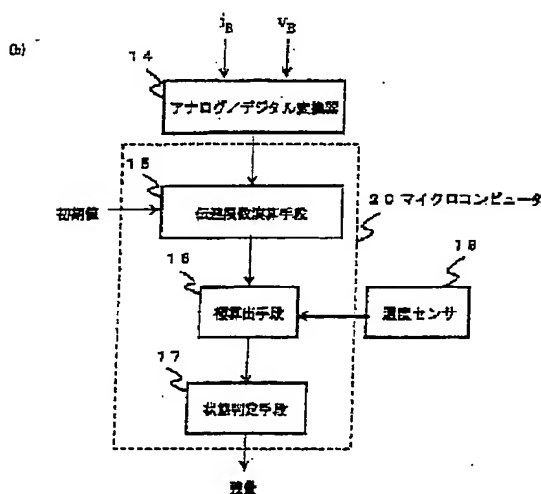 (b)
i_B
v_B
14
アナログ/デジタル変換器
15
初期値
伝達関数演算手段
20 マイクロコンピュータ
16
極算出手段
18
温度センサ
17
状態判定手段
残量